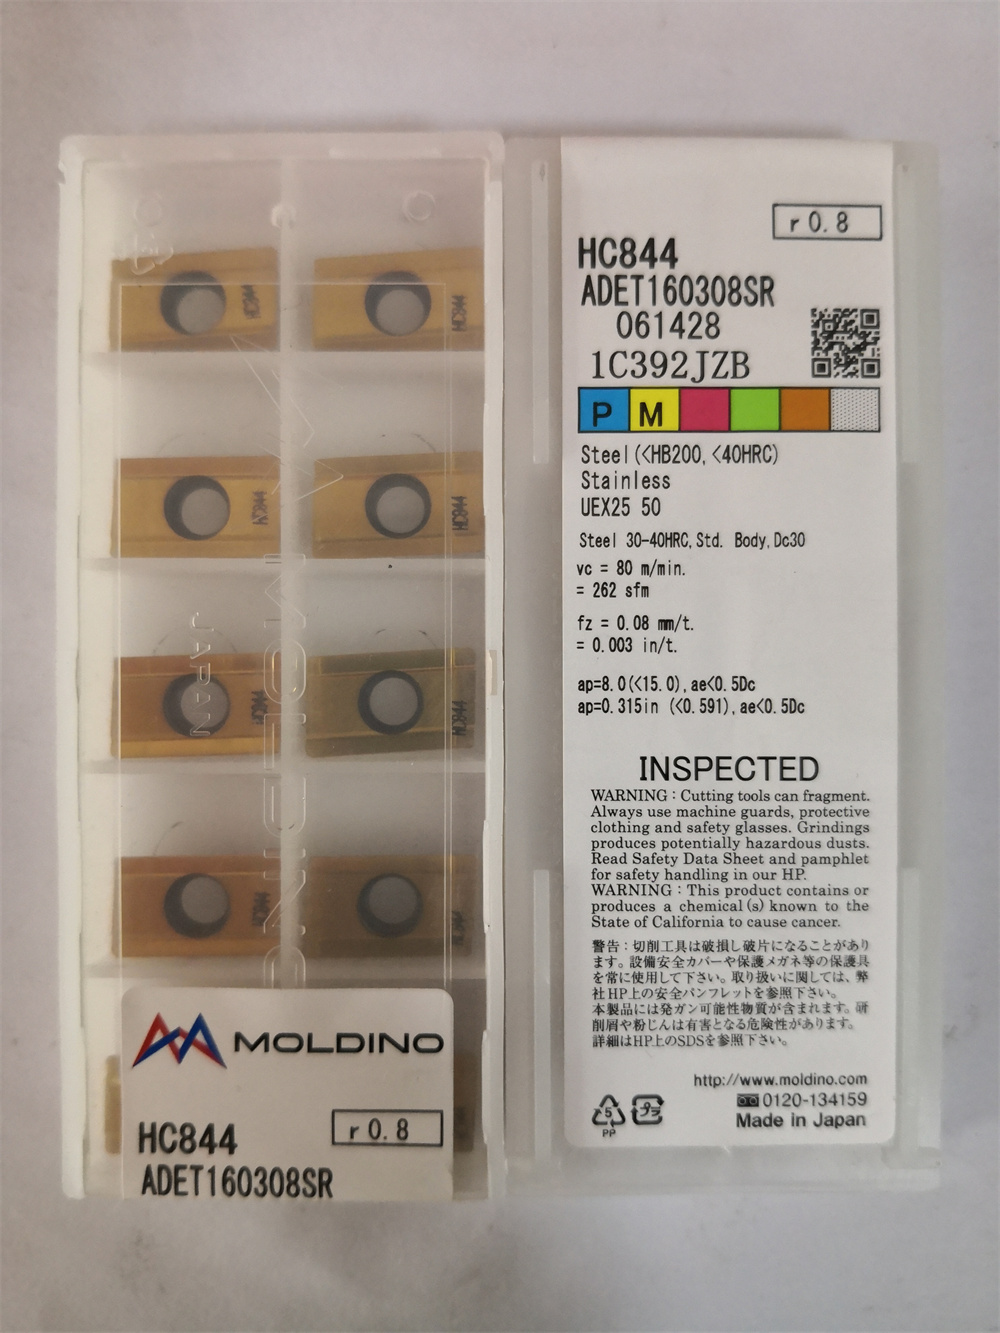 HC844
HC844
HC844
HC844
HC844
HC844
HC844
JAPAN
MOLDINO
MOLDINO
r 0.8
HC844
ADET160308SR
r 0.8
HC844
ADET160308SR
061428
1C392JZB
P M
Steel(<HB200,<40HRC)
Stainless
UEX25 50
Steel 30-40HRC,Std. Body,Dc30
vc = 80 m/min.
= 262 sfm
fz = 0.08 mm/t.
= 0.003 in/t.
ap=8.0(<15.0),ae<0.5Dc
ap=0.315in (<0.591),ae<0.5Dc
INSPECTED
WARNING : Cutting tools can fragment.
Always use machine guards, protective
clothing and safety glasses. Grindings
produces potentially hazardous dusts.
Read Safety Data Sheet and pamphlet
for safety handling in our HP.
WARNING : This product contains or
produces a chemical (s) known to the
State of California to cause cancer.
警告：切削工具は破損し破片になることがあり
ます。設備安全カバーや保護メガネ等の保護具
を常に使用して下さい。取り扱いに関しては、弊
社HP上の安全パンフレットを参照下さい。
本製品には発ガン可能性物質が含まれます。研
削屑や粉じんは有害となる危険性があります。
詳細はHP上のSDSを参照下さい。
http://www.moldino.com
0120-134159
Made in Japan
5
PP
プラ